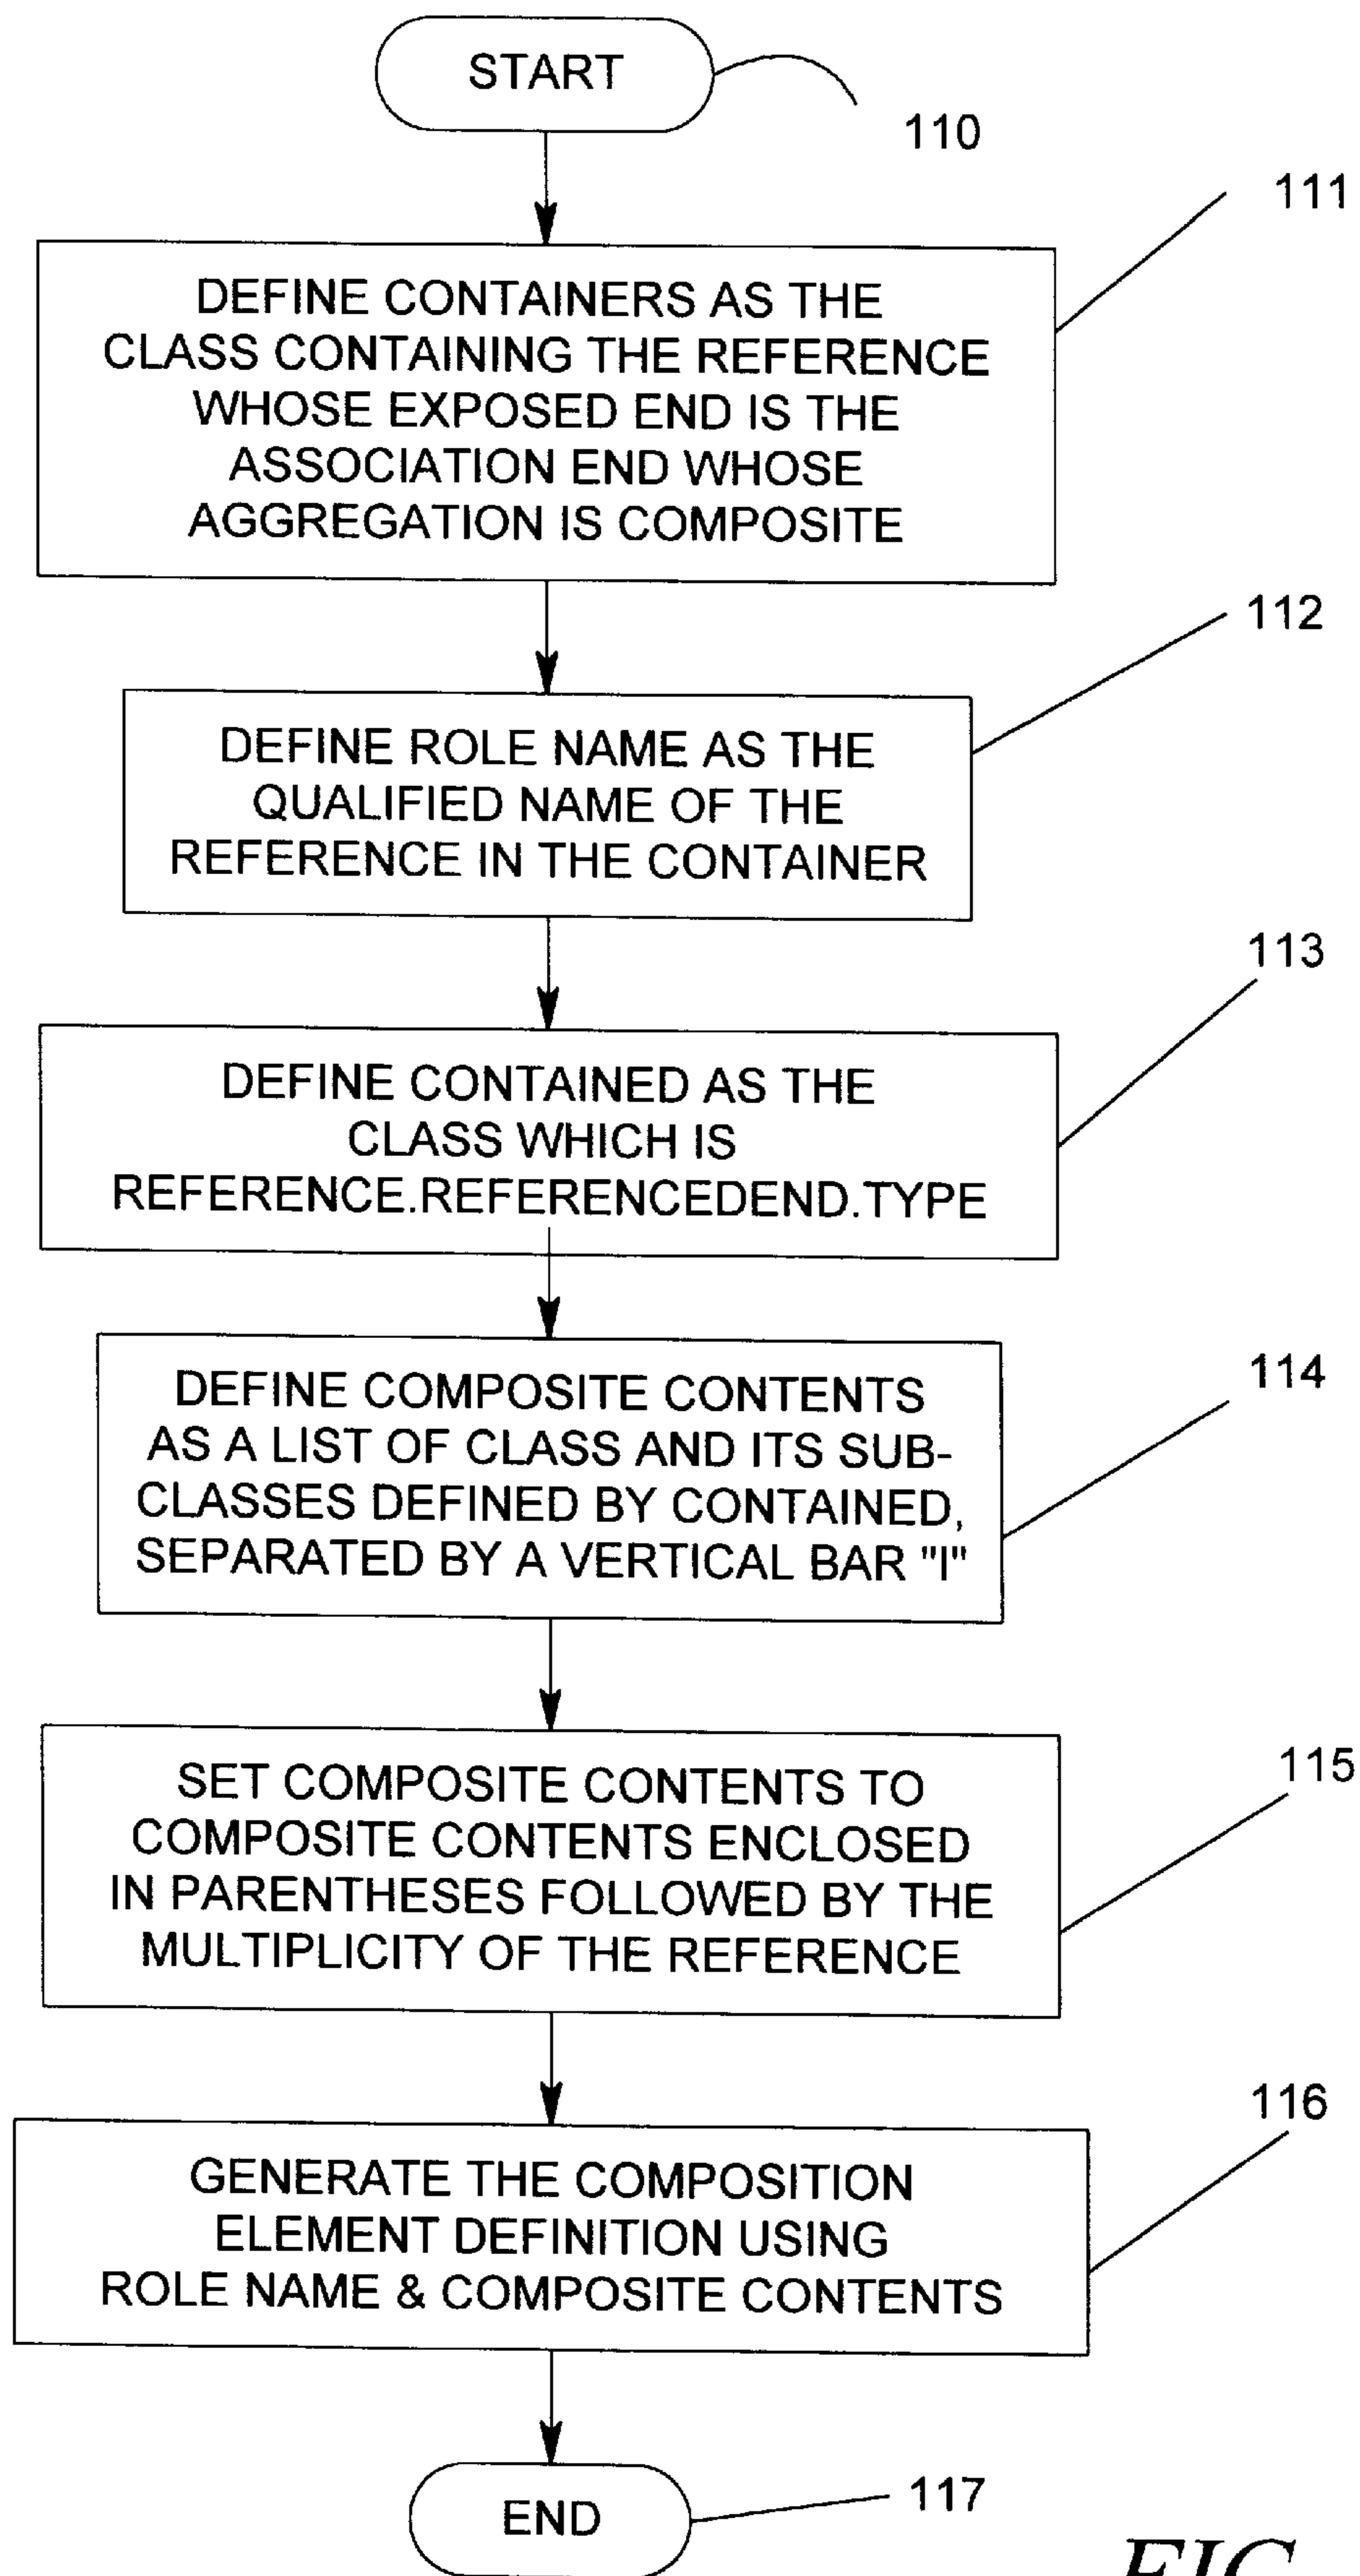 START
110
111
DEFINE CONTAINERS AS THE
CLASS CONTAINING THE REFERENCE
WHOSE EXPOSED END IS THE
ASSOCIATION END WHOSE
AGGREGATION IS COMPOSITE
112
DEFINE ROLE NAME AS THE
QUALIFIED NAME OF THE
REFERENCE IN THE CONTAINER
113
DEFINE CONTAINED AS THE
CLASS WHICH IS
REFERENCE.REFERENCEDEND.TYPE
114
DEFINE COMPOSITE CONTENTS
AS A LIST OF CLASS AND ITS SUB-
CLASSES DEFINED BY CONTAINED,
SEPARATED BY A VERTICAL BAR "I"
115
SET COMPOSITE CONTENTS TO
COMPOSITE CONTENTS ENCLOSED
IN PARENTHESES FOLLOWED BY THE
MULTIPLICITY OF THE REFERENCE
116
GENERATE THE COMPOSITION
ELEMENT DEFINITION USING
ROLE NAME & COMPOSITE CONTENTS
END
117
FIG